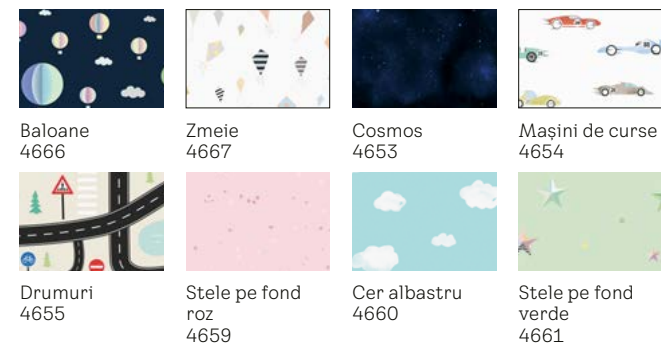 Baloane
4666
Zmeie
4667
Cosmos
4653
Mașini de curse
4654
Drumuri
4655
Stele pe fond
roz
4659
Cer albastru
4660
Stele pe fond
verde
4661